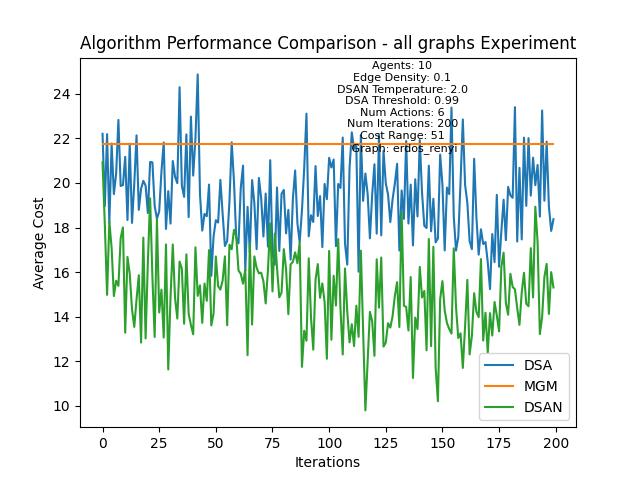 Algorithm Performance Comparison - all graphs Experiment
Agents: 10
Edge Density: 0.1
DSAN Temperature: 2.0
DSA Threshold: 0.99
Num Actions: 6
Num Iterations: 200
Cost Range: 51
Graph: erdos_renyi
24
22
20
18
16
14
12
10
Average Cost
DSA
MGM
DSAN
0 25 50 75 100 125 150 175 200
Iterations